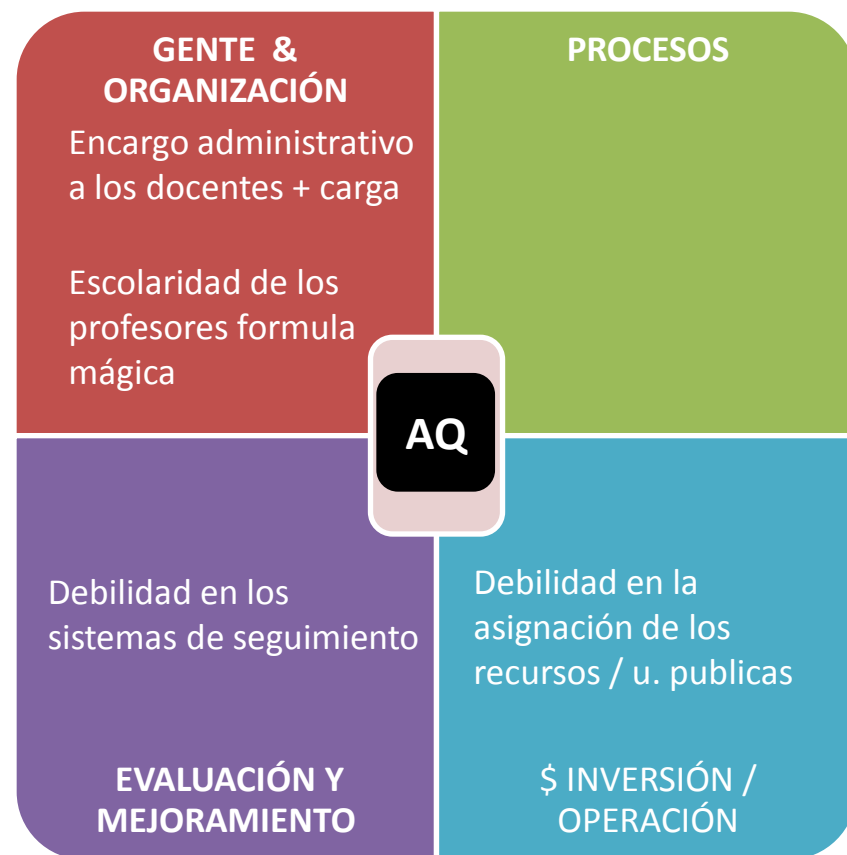 GENTE &
ORGANIZACIÓN
Encargo administrativo
a los docentes + carga
Escolaridad de los
profesores formula
mágica
PROCESOS
AQ
Debilidad en los
sistemas de seguimiento
EVALUACIÓN Y
MEJORAMIENTO
Debilidad en la
asignación de los
recursos / u. publicas
$ INVERSIÓN /
OPERACIÓN